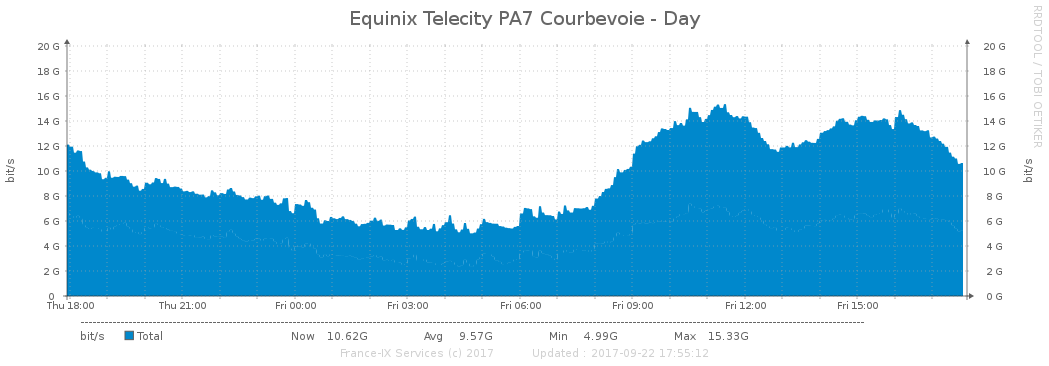 Equinix Telecity PA7 Courbevoie - Day
RRDTOOL / TOBI OETIKER
bit/s
20 G
18 G
16 G
14 G
12 G
10 G
8 G
6 G
4 G
2 G
0
20 G
18 G
16 G
14 G
12 G
10 G
8 G
6 G
4 G
2 G
0 G
bit/s
Thu 18:00 Thu 21:00 Fri 00:00 Fri 03:00 Fri 06:00 Fri 09:00 Fri 12:00 Fri 15:00
bit/s Total Now 10.62G Avg 9.57G Min 4.99G Max 15.33G
France-IX Services (c) 2017 Updated : 2017-09-22 17:55:12